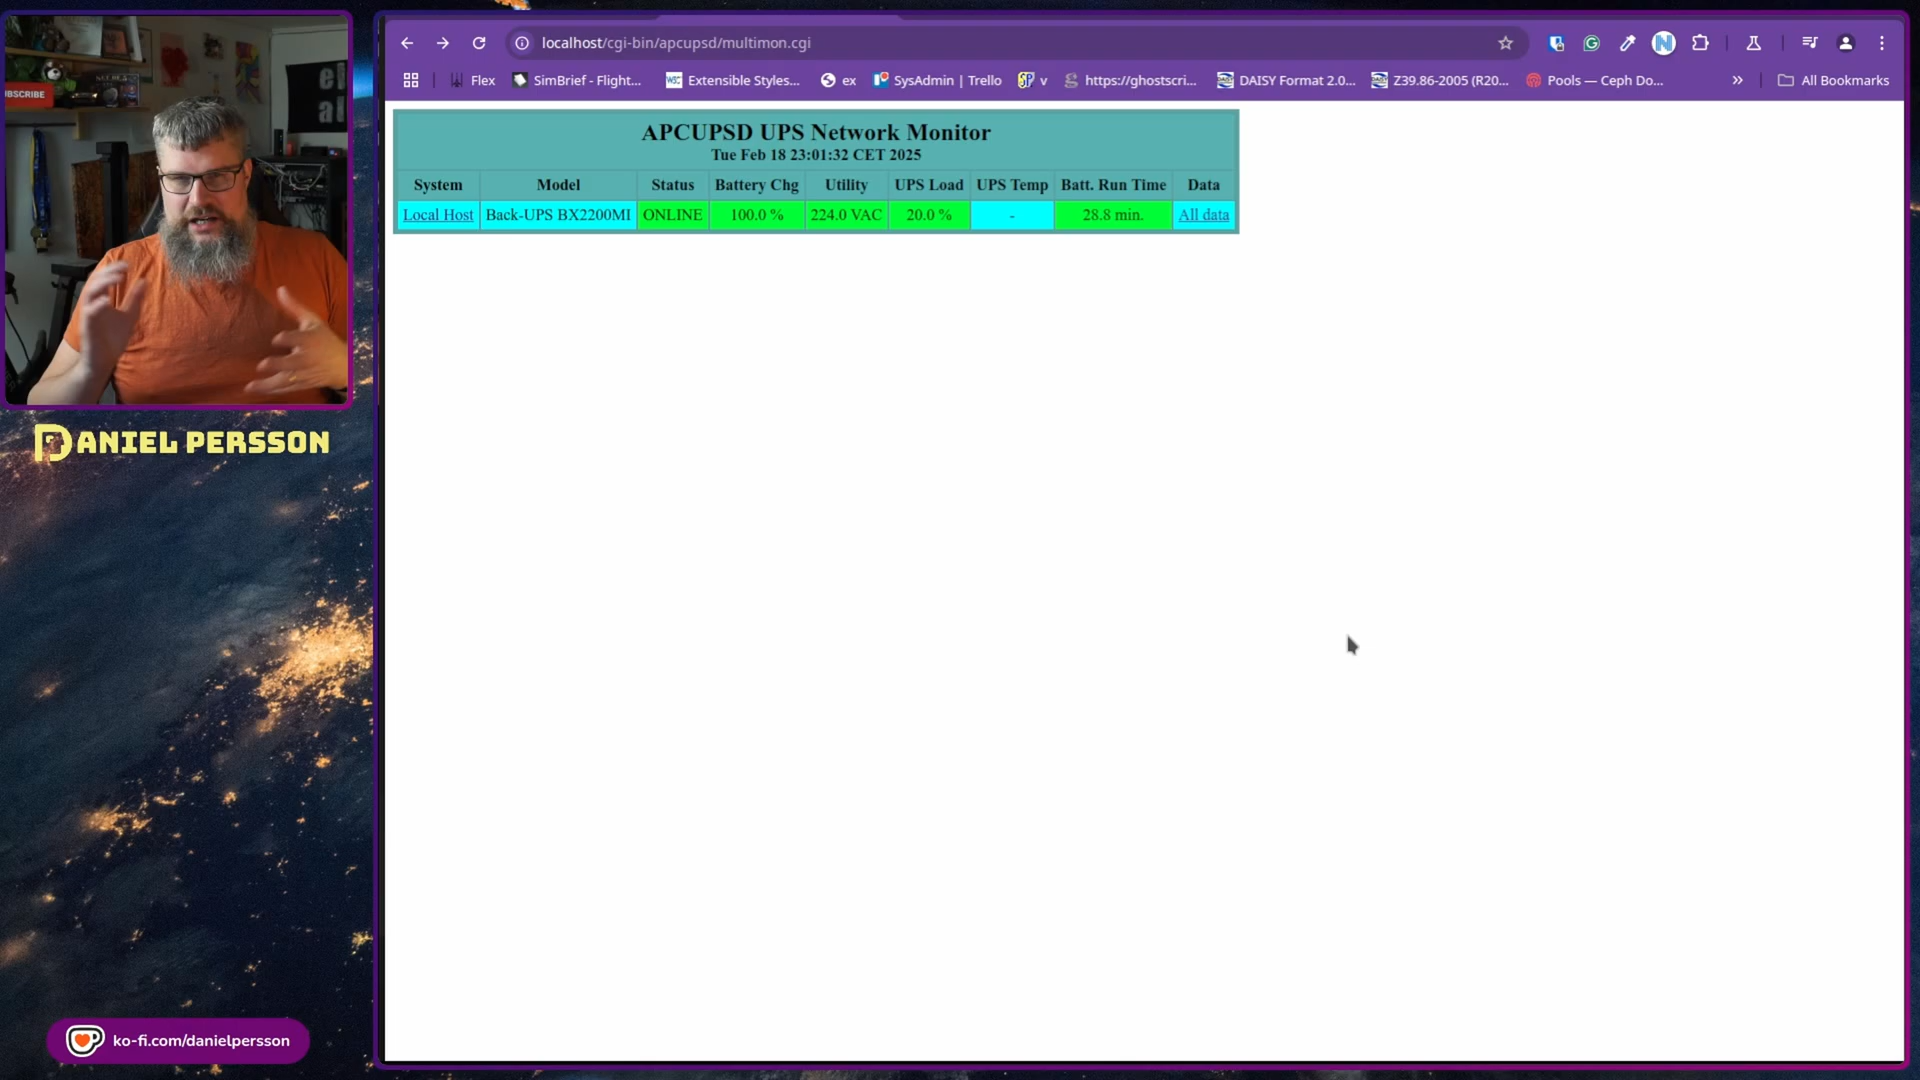 localhost/cgi-bin/apcupsd/multimon.cgi
Flex
SimBrief - Flight...
Extensible Styles...
ex
SysAdmin | Trello
v
https://ghostscri...
DAISY Format 2.0...
Z39.86-2005 (R20...
Pools — Ceph Do...
All Bookmarks
APCUPSD UPS Network Monitor
Tue Feb 18 23:01:32 CET 2025
System Model Status Battery Chg Utility UPS Load UPS Temp Batt. Run Time Data
Local Host Back-UPS BX2200MI ONLINE 100.0 % 224.0 VAC 20.0 % - 28.8 min. All data
DANIEL PERSSON
ko-fi.com/danielpersson